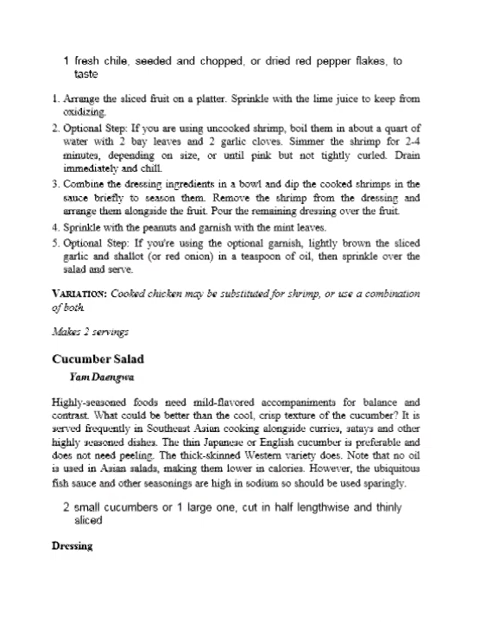 1 fresh chile, seeded and chopped, or dried red pepper flakes, to
taste
1. Arrange the sliced fruit on a platter. Sprinkle with the lime juice to keep from
oxidizing.
2. Optional Step: If you are using uncooked shrimp, boil them in about a quart of
water with 2 bay leaves and 2 garlic cloves. Simmer the shrimp for 2-4
minutes, depending on size, or until pink but not tightly curled. Drain
immediately and chill.
3. Combine the dressing ingredients in a bowl and dip the cooked shrimps in the
sauce briefly to season them. Remove the shrimp from the dressing and
arrange them alongside the fruit. Pour the remaining dressing over the fruit.
4. Sprinkle with the peanuts and garnish with the mint leaves.
5. Optional Step: If you're using the optional garnish, lightly brown the sliced
garlic and shallot (or red onion) in a teaspoon of oil, then sprinkle over the
salad and serve.
VARIATION: Cooked chicken may be substituted for shrimp, or use a combination
of both.
Makes 2 servings
Cucumber Salad
Yam Daengwa
Highly-seasoned foods need mild-flavored accompaniments for balance and
contrast. What could be better than the cool, crisp texture of the cucumber? It is
served frequently in Southeast Asian cooking alongside curries, satays and other
highly seasoned dishes. The thin Japanese or English cucumber is preferable and
does not need peeling. The thick-skinned Western variety does. Note that no oil
is used in Asian salads, making them lower in calories. However, the ubiquitous
fish sauce and other seasonings are high in sodium so should be used sparingly.
2 small cucumbers or 1 large one, cut in half lengthwise and thinly
sliced
Dressing